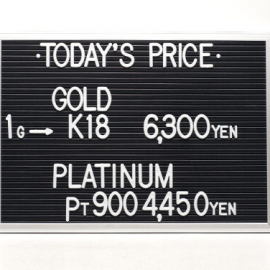 ·TODAY'S PRICE·
GOLD
1G→ K18 6,300YEN
PLATINUM
PT900 4,450YEN